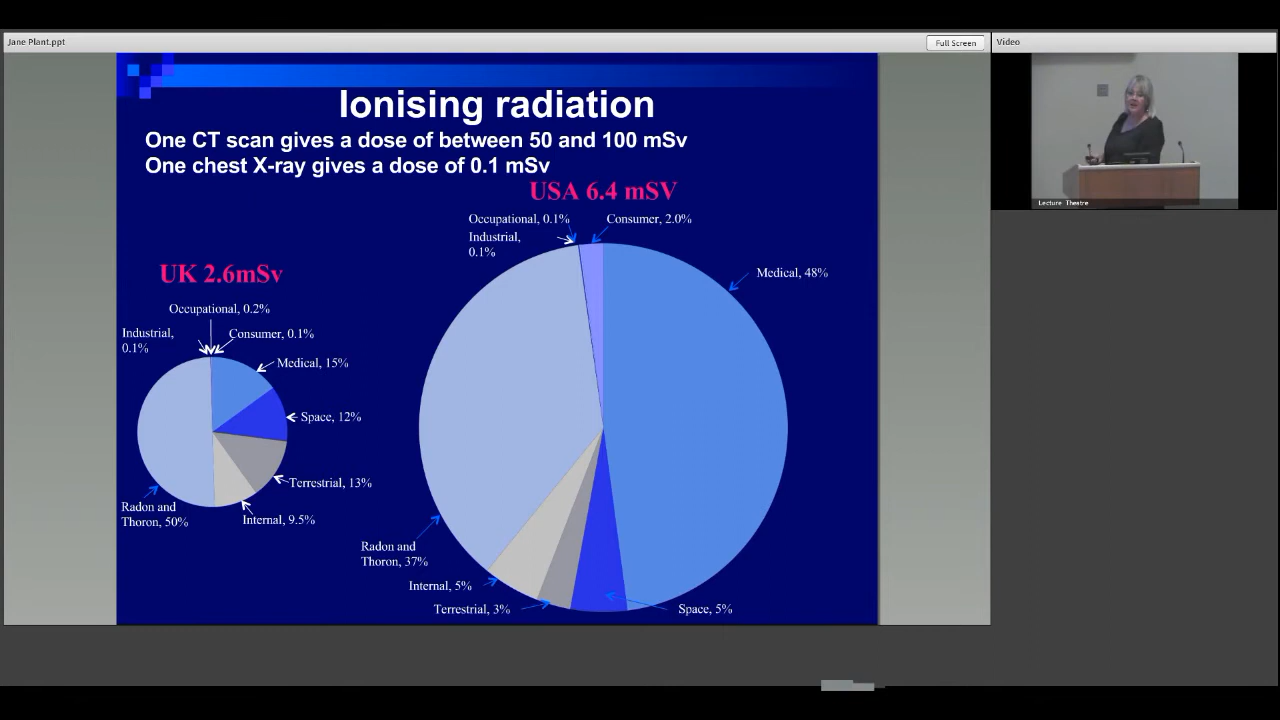 Jane Plant.ppt
Full Screen
Video
Ionising radiation
One CT scan gives a dose of between 50 and 100 mSv
One chest X-ray gives a dose of 0.1 mSv
USA 6.4 mSV
Occupational, 0.1%
Consumer, 2.0%
Industrial,
0.1%
Medical, 48%
Radon and
Thoron, 37%
Internal, 5%
Terrestrial, 3%
Space, 5%
UK 2.6mSv
Occupational, 0.2%
Industrial,
0.1%
Consumer, 0.1%
Medical, 15%
Space, 12%
Terrestrial, 13%
Radon and
Thoron, 50%
Internal, 9.5%
Lecture Theatre